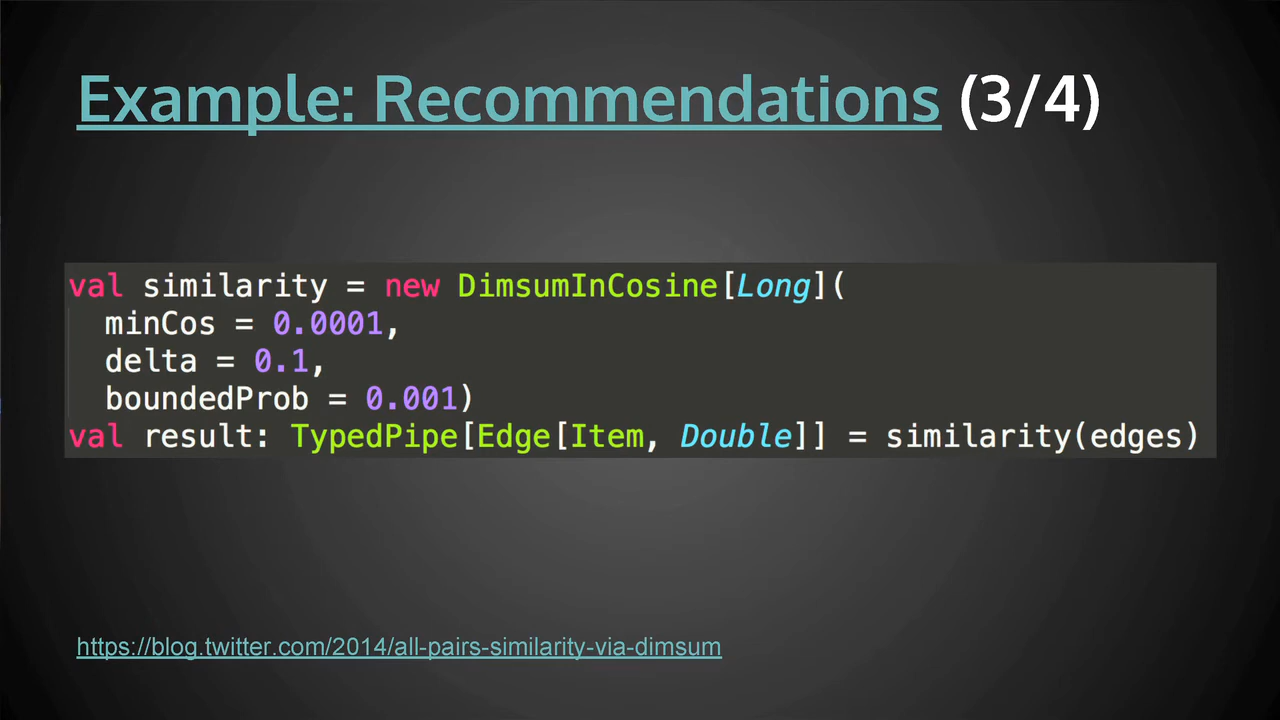 Example: Recommendations (3/4)
val similarity = new DimsumInCosine[Long](
minCos = 0.0001,
delta = 0.1,
boundedProb = 0.001)
val result: TypedPipe[Edge[Item, Double]] = similarity(edges)
https://blog.twitter.com/2014/all-pairs-similarity-via-dimsum